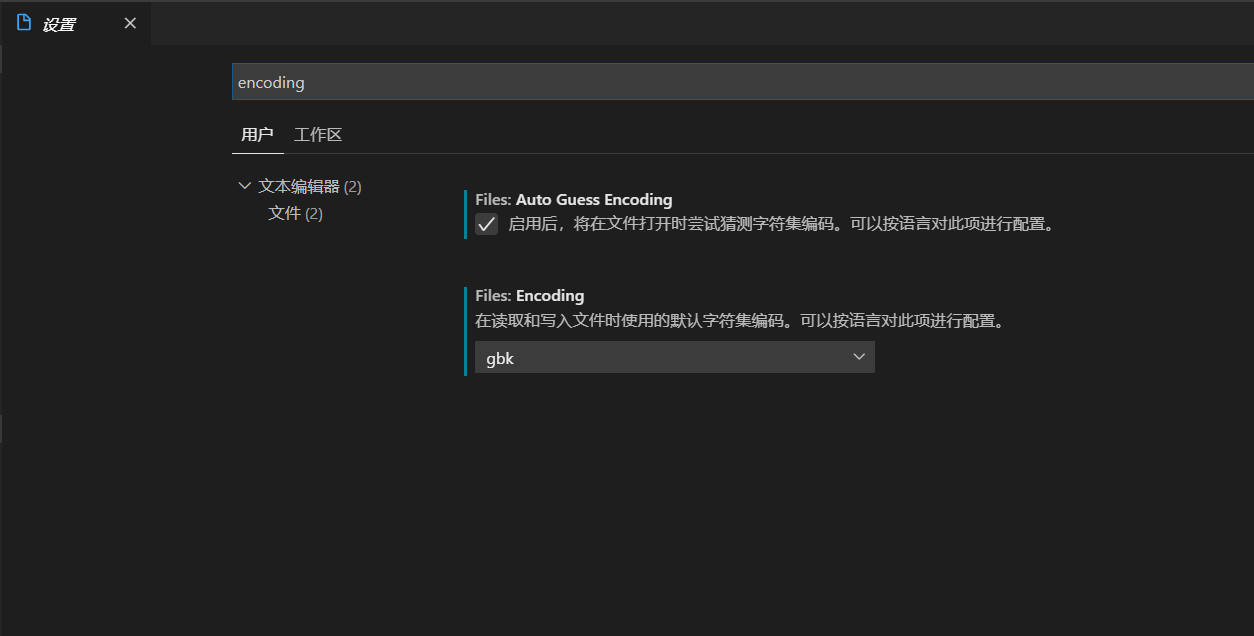 设置
encoding
用户 工作区
文本编辑器 (2)
文件 (2)
Files: Auto Guess Encoding
启用后，将在文件打开时尝试猜测字符集编码。可以按语言对此项进行配置。
Files: Encoding
在读取和写入文件时使用的默认字符集编码。可以按语言对此项进行配置。
gbk